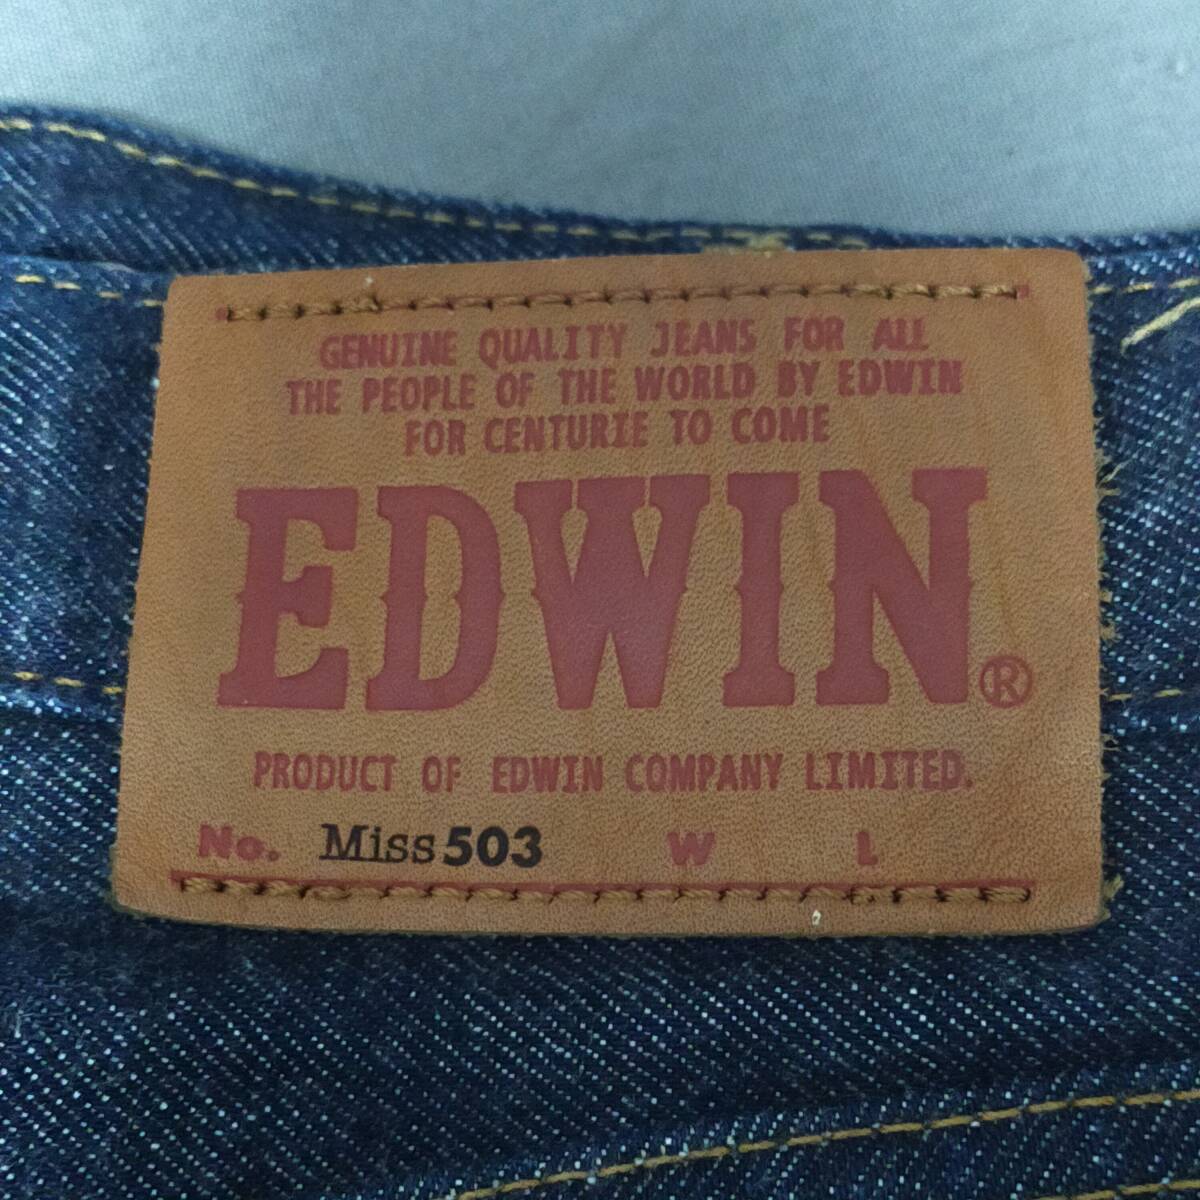 GENUINE QUALITY JEANS FOR ALL
THE PEOPLE OF THE WORLD BY EDWIN
FOR CENTURIE TO COME
EDWIN®
PRODUCT OF EDWIN COMPANY LIMITED.
No. Miss 503 W L